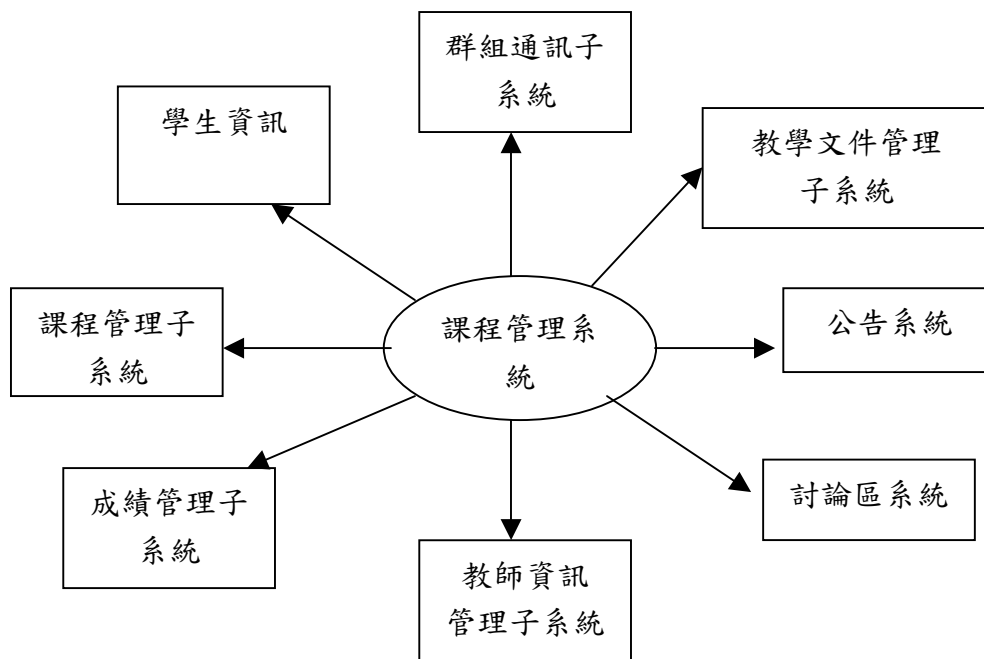 群組通訊子
系統
學生資訊
教學文件管理
子系統
課程管理子
系統
課程管理系
統
公告系統
成績管理子
系統
討論區系統
教師資訊
管理子系統